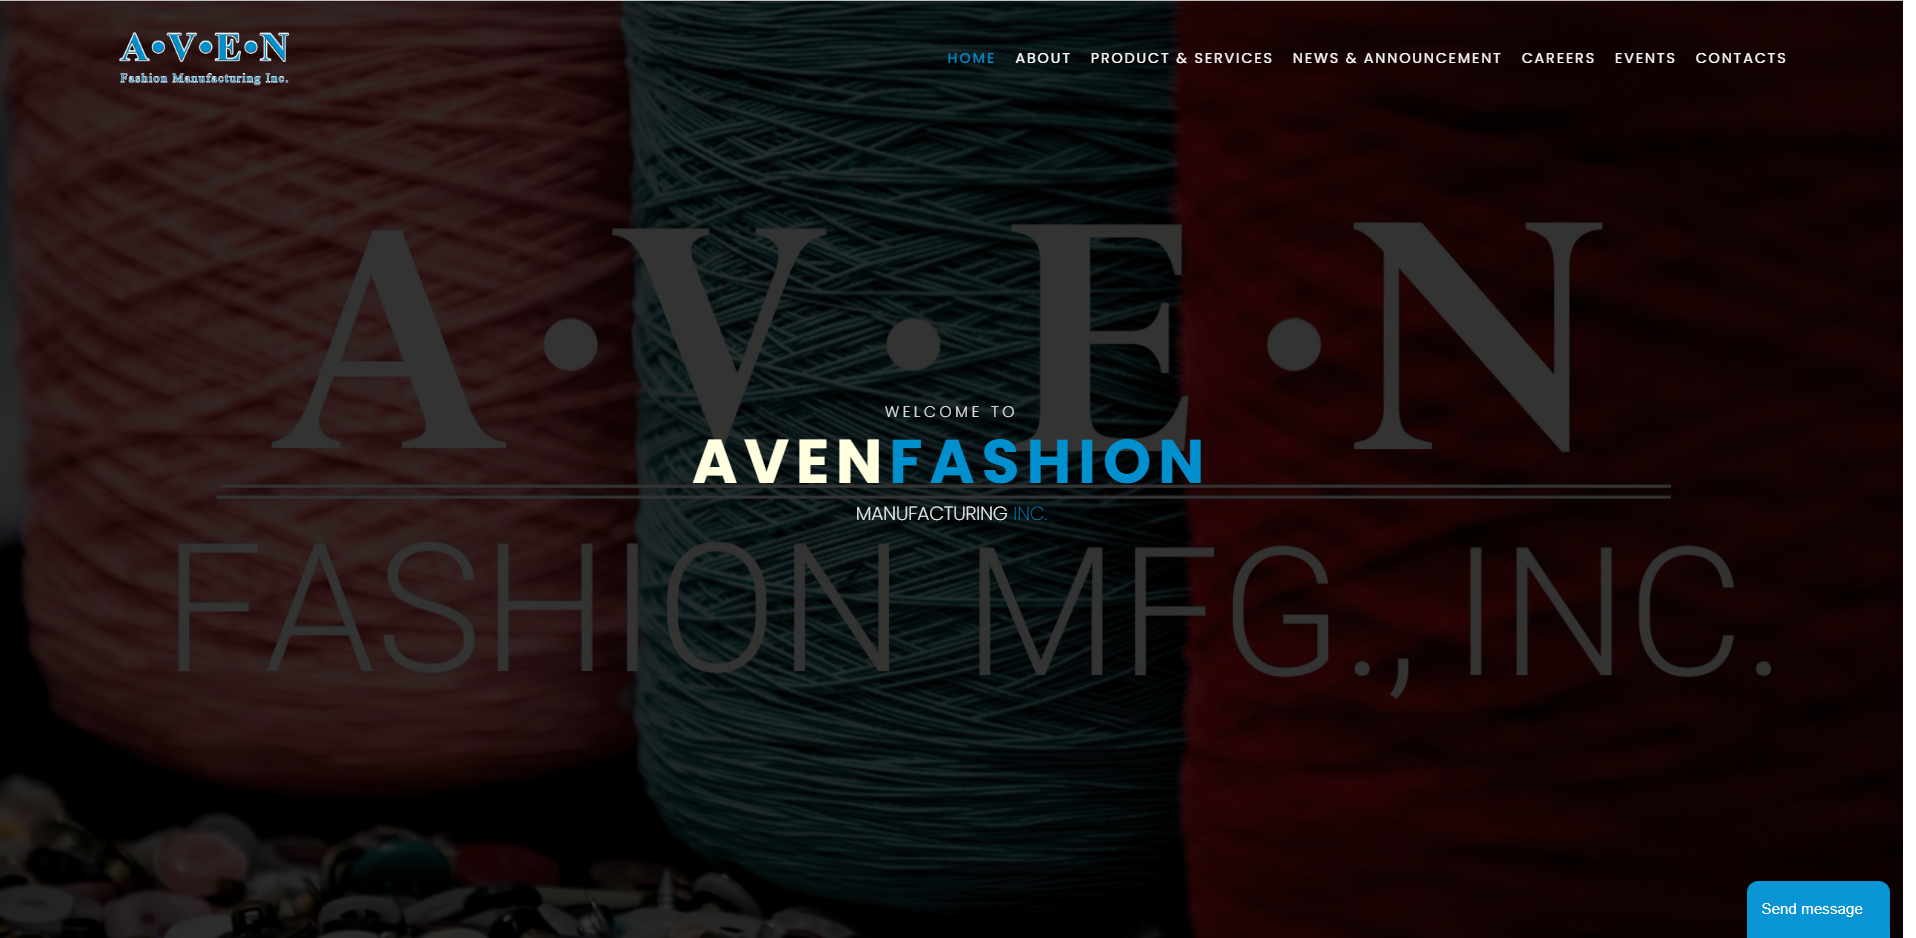 A•V•E•N
Fashion Manufacturing Inc.
HOME ABOUT PRODUCT & SERVICES NEWS & ANNOUNCEMENT CAREERS EVENTS CONTACTS
A•V•E•N
WELCOME TO
AVENFASHION
MANUFACTURING INC.
FASHION MFG., INC.
Send message